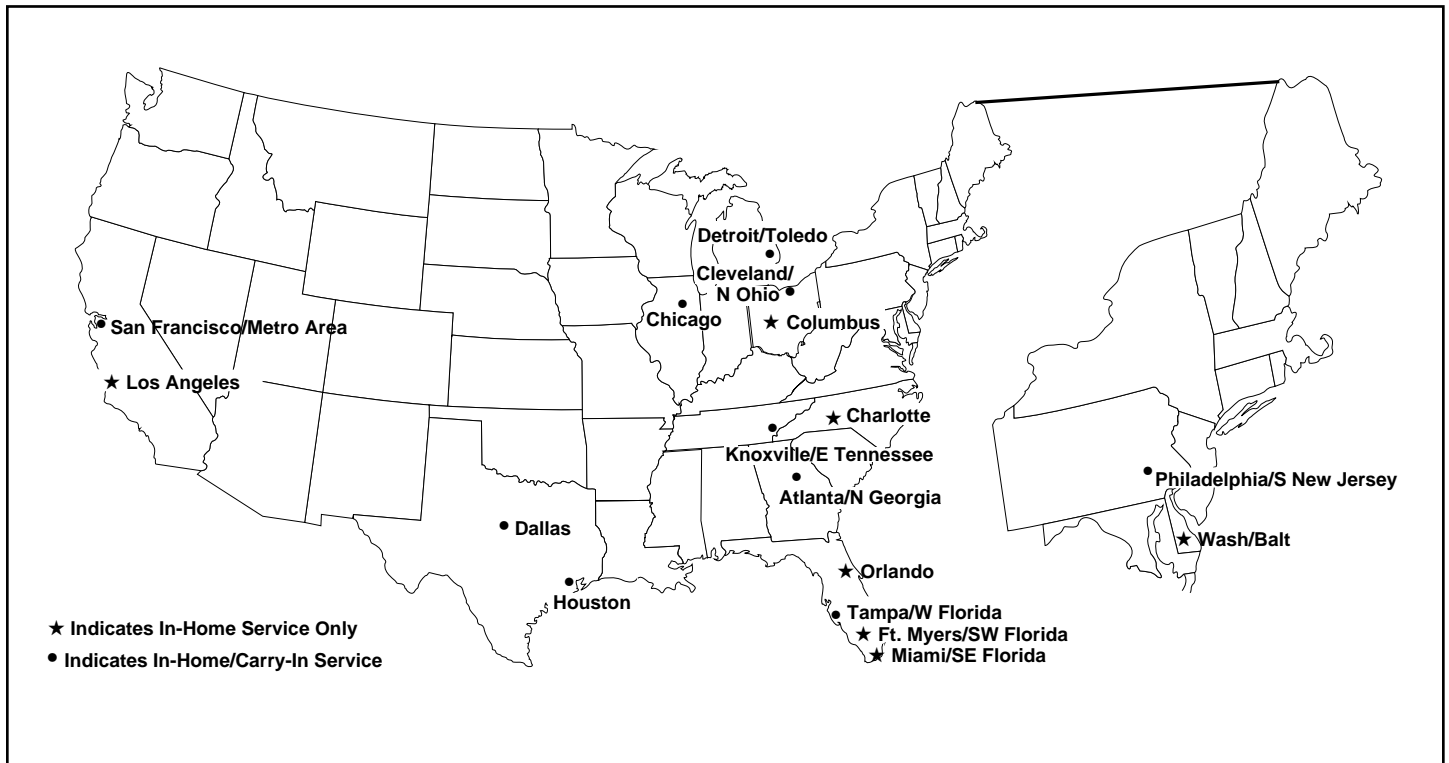 Detroit/Toledo
Cleveland/
N Ohio
Chicago
Columbus
San Francisco/Metro Area
Los Angeles
Charlotte
Knoxville/E Tennessee
Atlanta/N Georgia
Philadelphia/S New Jersey
Wash/Balt
Dallas
Orlando
Houston
Tampa/W Florida
Ft. Myers/SW Florida
Miami/SE Florida
★ Indicates In-Home Service Only
• Indicates In-Home/Carry-In Service